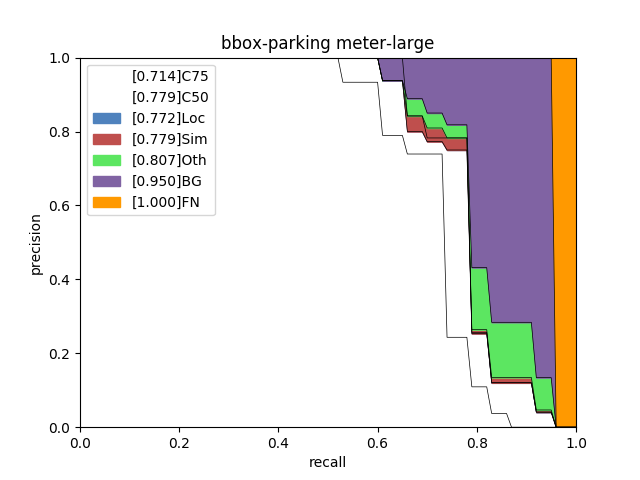 bbox-parking meter-large
precision
1.0
0.8
0.6
0.4
0.2
0.0
[0.714]C75
[0.779]C50
[0.772]Loc
[0.779]Sim
[0.807]Oth
[0.950]BG
[1.000]FN
0.0 0.2 0.4 0.6 0.8 1.0
recall